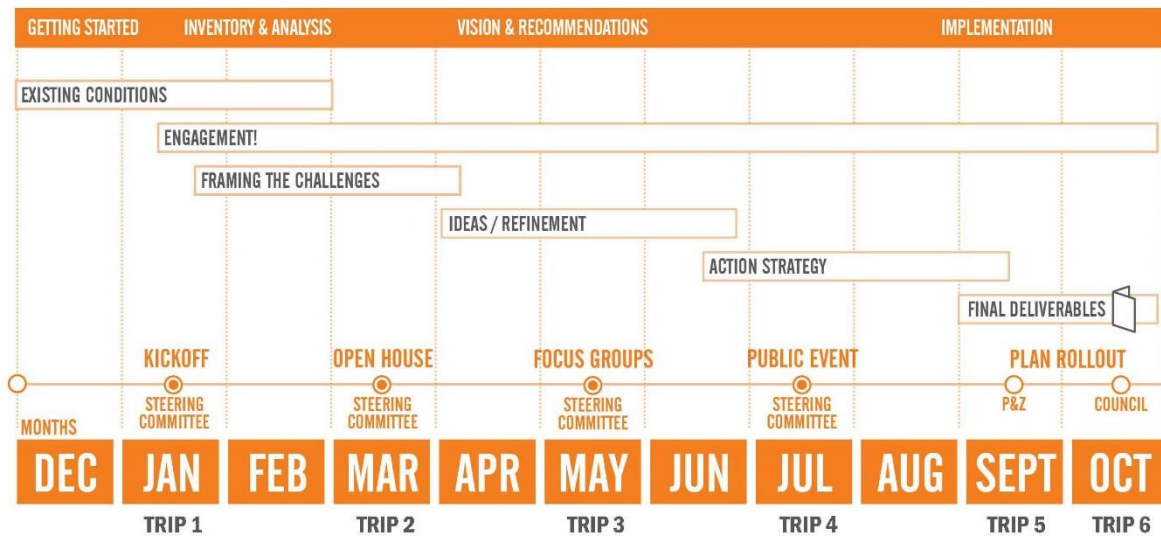 GETTING STARTED INVENTORY & ANALYSIS VISION & RECOMMENDATIONS IMPLEMENTATION
EXISTING CONDITIONS
ENGAGEMENT!
FRAMING THE CHALLENGES
IDEAS / REFINEMENT
ACTION STRATEGY
FINAL DELIVERABLES
KICKOFF OPEN HOUSE FOCUS GROUPS PUBLIC EVENT PLAN ROLLOUT
STEERING STEERING STEERING STEERING P&Z COUNCIL
COMMITTEE COMMITTEE COMMITTEE COMMITTEE
MONTHS
DEC JAN FEB MAR APR MAY JUN JUL AUG SEPT OCT
TRIP 1 TRIP 2 TRIP 3 TRIP 4 TRIP 5 TRIP 6